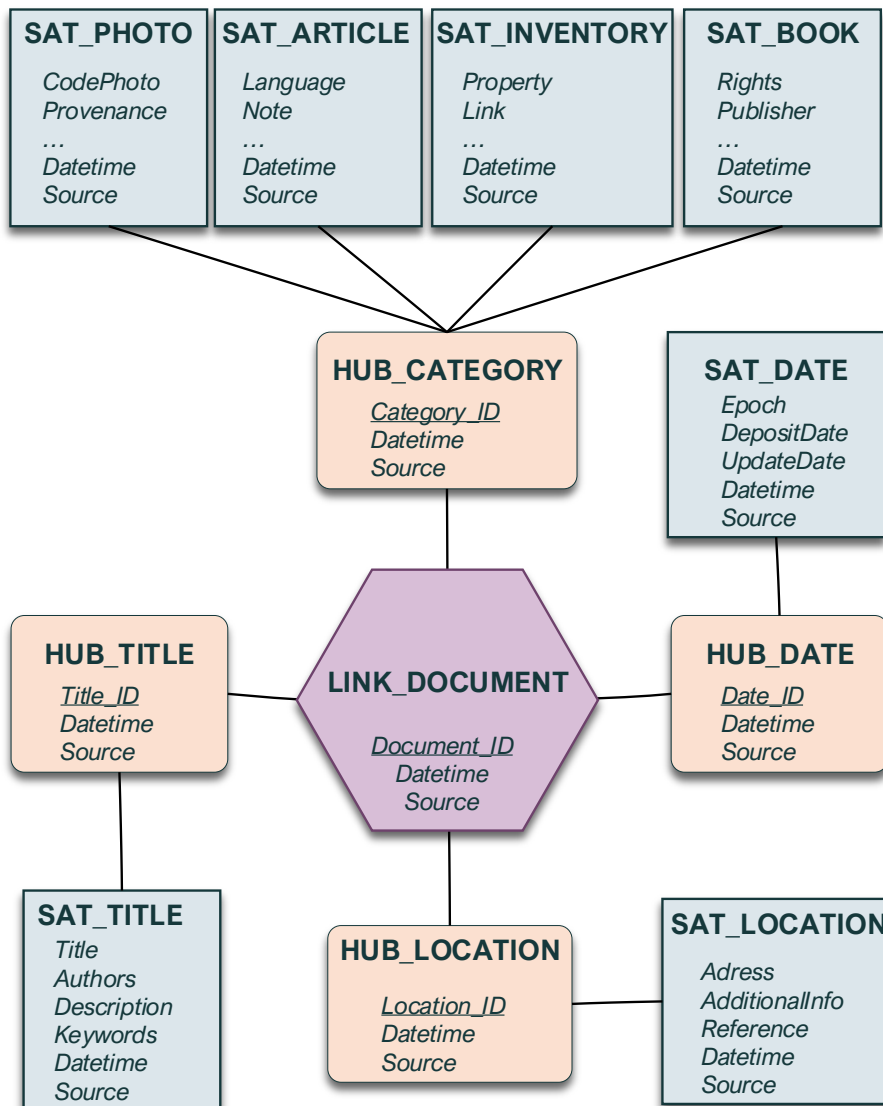 SAT_PHOTO
CodePhoto
Provenance
…
Datetime
Source
SAT_ARTICLE
Language
Note
…
Datetime
Source
SAT_INVENTORY
Property
Link
…
Datetime
Source
SAT_BOOK
Rights
Publisher
…
Datetime
Source
HUB_CATEGORY
Category_ID
Datetime
Source
SAT_DATE
Epoch
DepositDate
UpdateDate
Datetime
Source
HUB_TITLE
Title_ID
Datetime
Source
LINK_DOCUMENT
Document_ID
Datetime
Source
HUB_DATE
Date_ID
Datetime
Source
SAT_TITLE
Title
Authors
Description
Keywords
Datetime
Source
HUB_LOCATION
Location_ID
Datetime
Source
SAT_LOCATION
Adress
AdditionalInfo
Reference
Datetime
Source